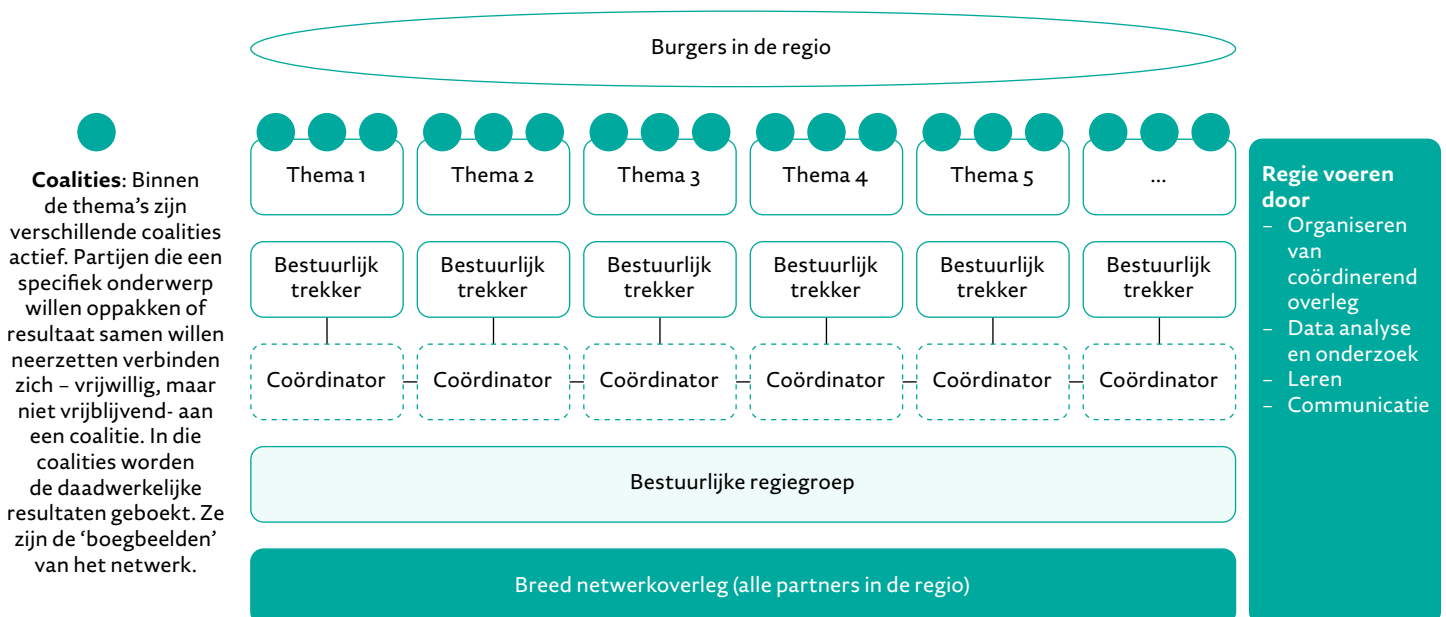 Burgers in de regio
Coalities: Binnen
de thema's zijn
verschillende coalities
actief. Partijen die een
specifiek onderwerp
willen oppakken of
resultaat samen willen
neerzetten verbinden
zich – vrijwillig, maar
niet vrijblijvend- aan
een coalitie. In die
coalities worden
de daadwerkelijke
resultaten geboekt. Ze
zijn de ‘boegbeelden’
van het netwerk.
Thema 1
Thema 2
Thema 3
Thema 4
Thema 5
...
Bestuurlijk
trekker
Bestuurlijk
trekker
Bestuurlijk
trekker
Bestuurlijk
trekker
Bestuurlijk
trekker
Bestuurlijk
trekker
Coördinator
Coördinator
Coördinator
Coördinator
Coördinator
Coördinator
Bestuurlijke regiegroep
Breed netwerkoverleg (alle partners in de regio)
Regie voeren
door
– Organiseren
van
coördinerend
overleg
– Data analyse
en onderzoek
– Leren
– Communicatie